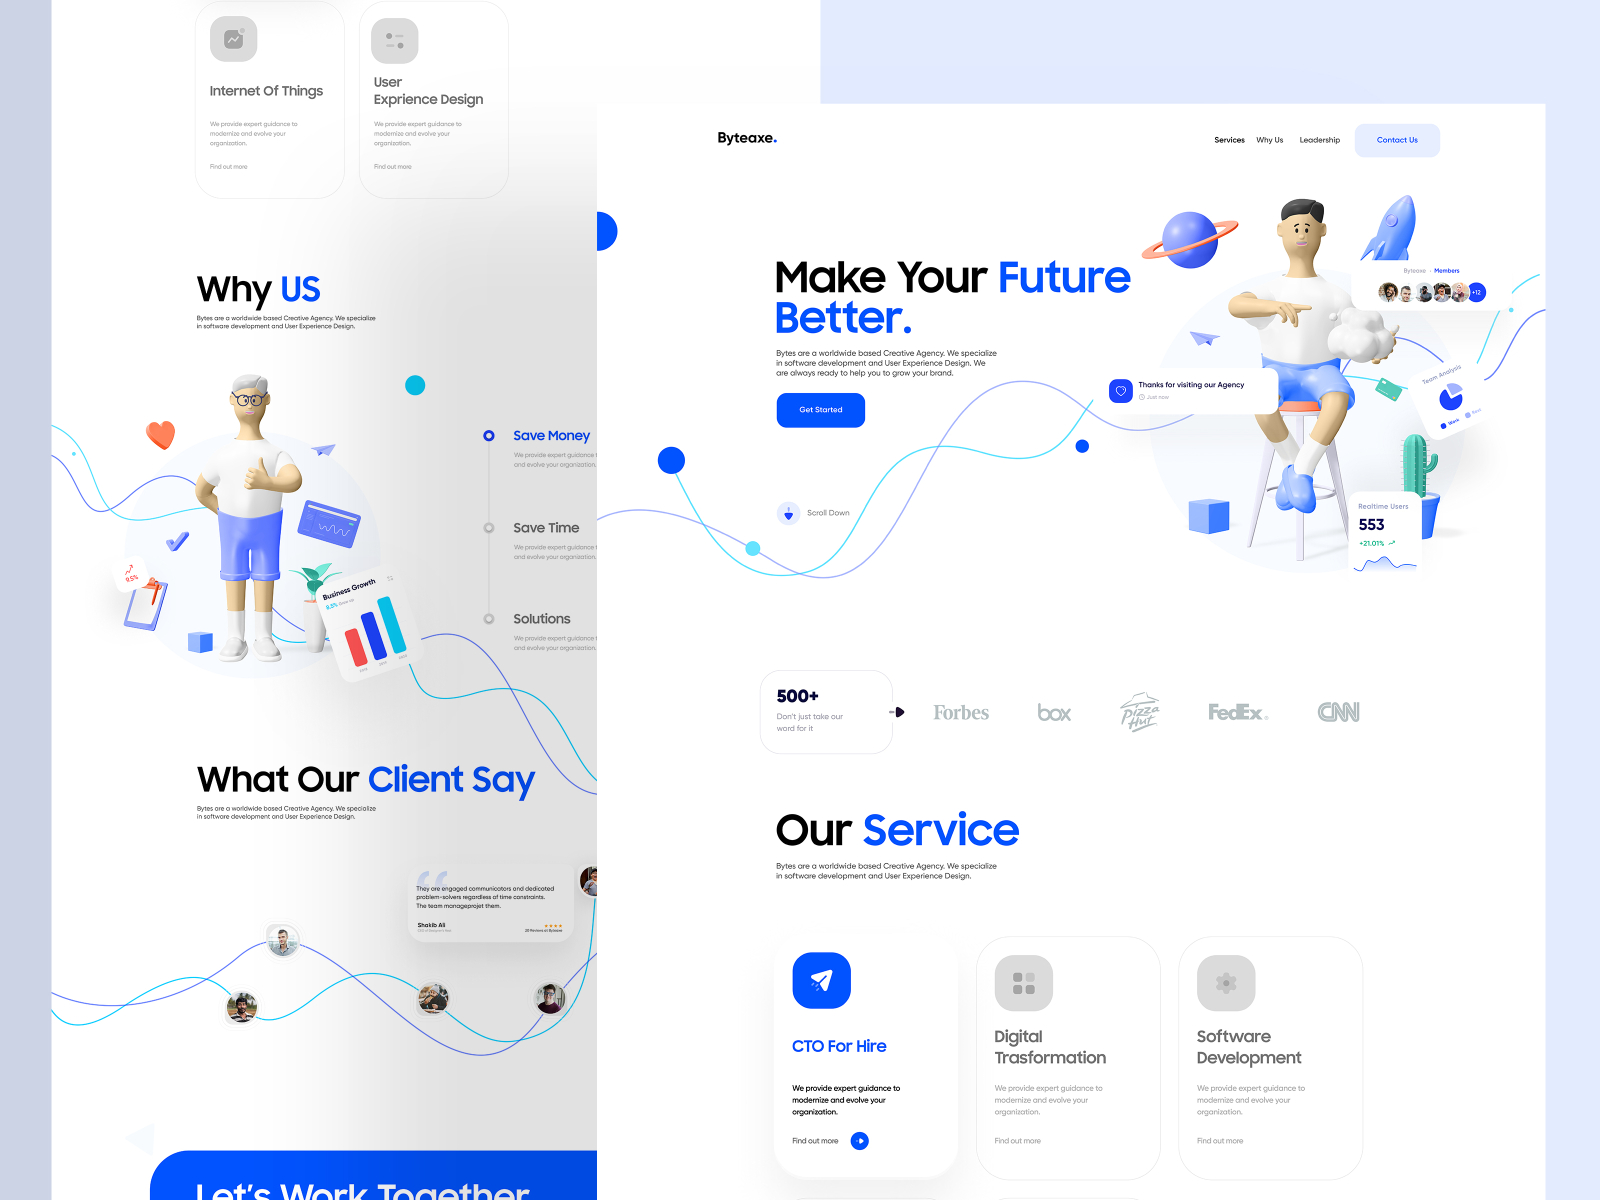 Internet Of Things
We provide expert guidance to
modernize and evolve your
organization.
Find out more
User
Exprience Design
We provide expert guidance to
modernize and evolve your
organization.
Find out more
Why US
Bytes are a worldwide based Creative Agency. We specialize
in software development and User Experience Design.
9.5%
Business Growth
Save Money
We provide expert guidance
and evolve your organization.
Save Time
We provide expert guidance
and evolve your organization.
Solutions
We provide expert guidance
and evolve your organization.
What Our Client Say
Bytes are a worldwide based Creative Agency. We specialize
in software development and User Experience Design.
They are engaged communicators and dedicated
problem-solvers regardless of time constraints.
The team manageprojet them.
Shakib Ali
Let's Work Together
Byteaxe.
Services
Why Us
Leadership
Contact Us
Make Your Future
Better.
Bytes are a worldwide based Creative Agency. We specialize
in software development and User Experience Design. We
are always ready to help you to grow your brand.
Get Started
Scroll Down
Byteaxe - Members
+12
Thanks for visiting our Agency
Just now
Team Analysis
Work
Realtime Users
553
+21.01%
500+
Don't just take our
word for it
Forbes
box
Pizza
Hut
FedEx
CNN
Our Service
Bytes are a worldwide based Creative Agency. We specialize
in software development and User Experience Design.
CTO For Hire
We provide expert guidance to
modernize and evolve your
organization.
Find out more
Digital
Trasformation
We provide expert guidance to
modernize and evolve your
organization.
Find out more
Software
Development
We provide expert guidance to
modernize and evolve your
organization.
Find out more